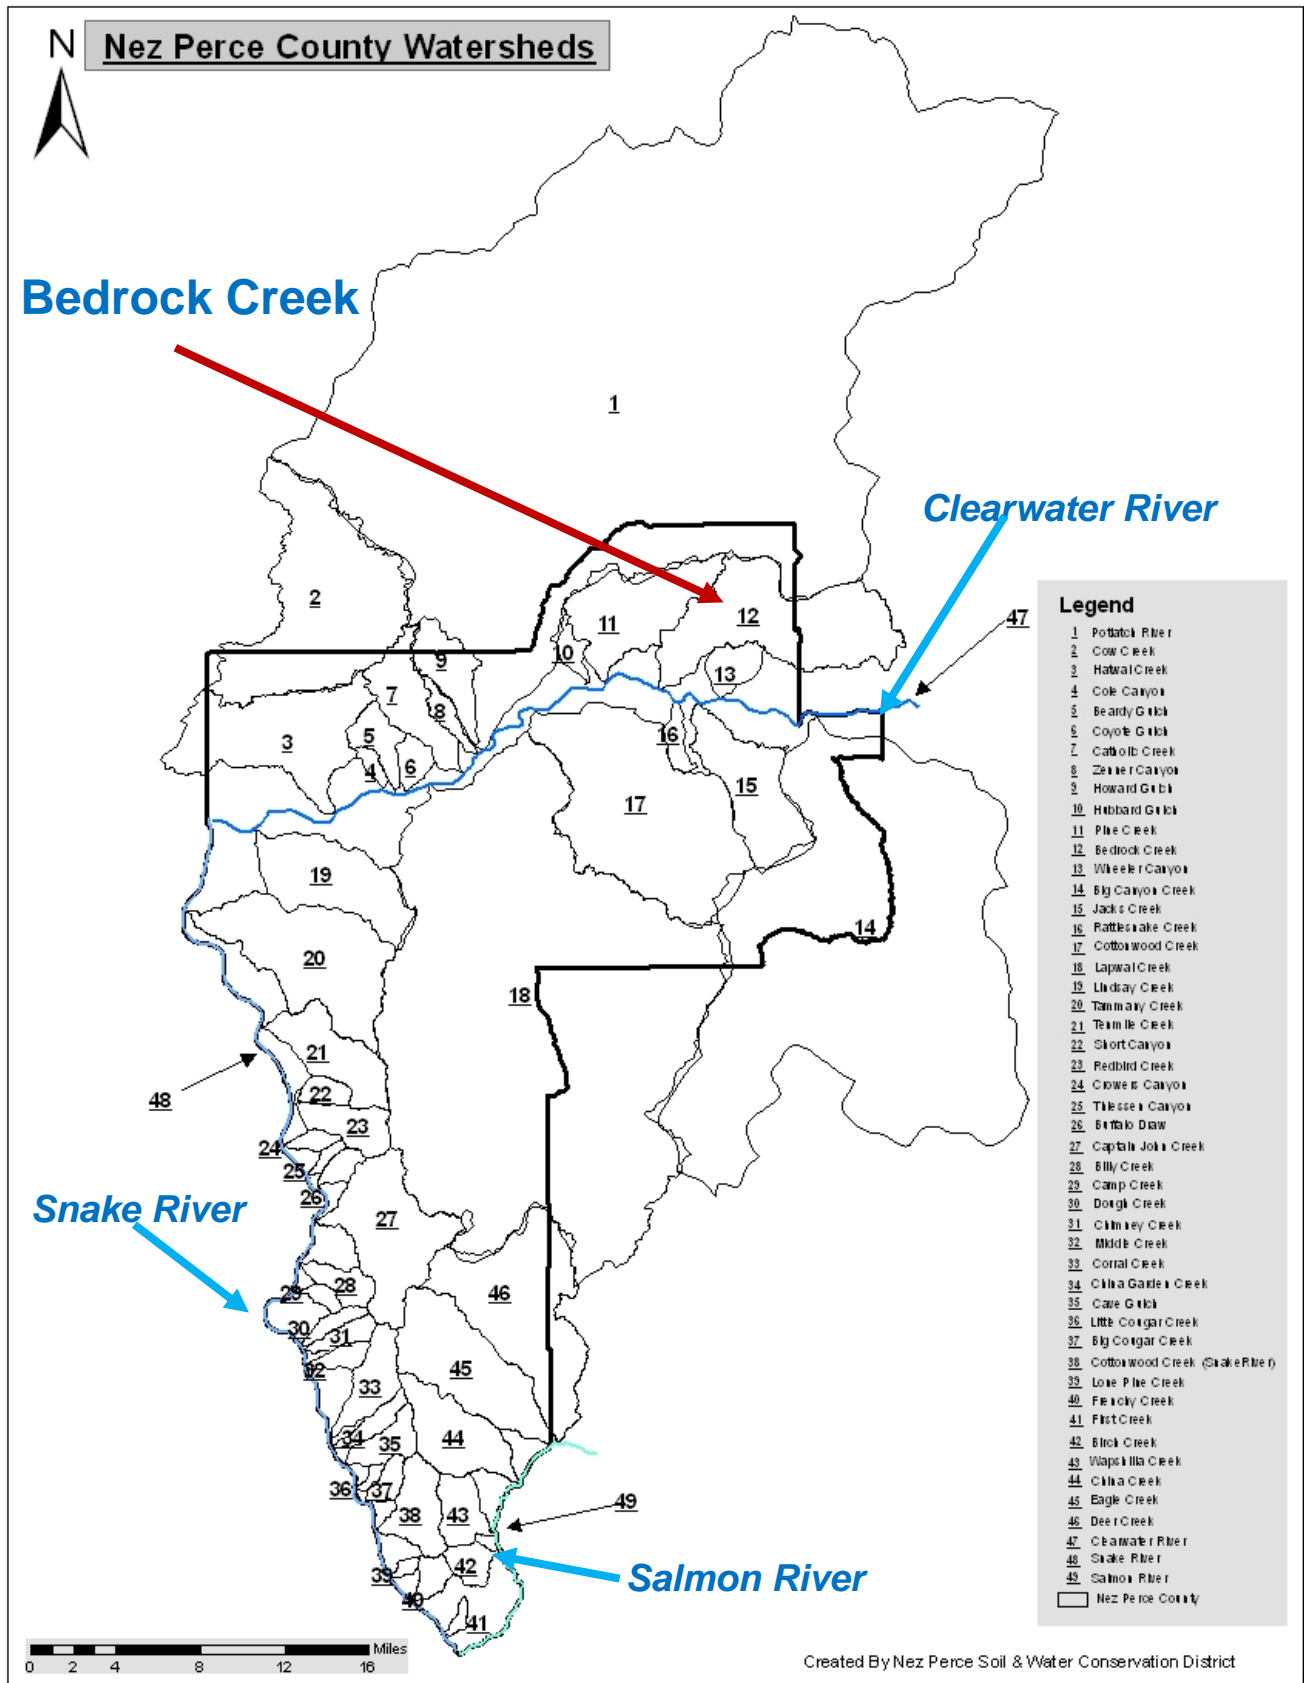 N
Nez Perce County Watersheds
Bedrock Creek
1
Clearwater River
2
12
47
11
10
9
13
7
8
3
5
4
6
16
15
17
19
14
20
18
21
22
48
23
24
25
26
Snake River
27
28
29
46
30
31
32
45
33
34
35
44
36
37
38
43
49
42
39
Salmon River
40
41
Legend
1 Potlatch River
2 Cow Creek
3 Hatwai Creek
4 Cole Canyon
5 Beardy Gulch
6 Coyote Gulch
7 Catholic Creek
8 Zenner Canyon
9 Howard Gulch
10 Hubbard Gulch
11 Pine Creek
12 Bedrock Creek
13 Wheeler Canyon
14 Big Canyon Creek
15 Jacks Creek
16 Rattlesnake Creek
17 Cottonwood Creek
18 Lapwai Creek
19 Lindsay Creek
20 Tammany Creek
21 Tenmile Creek
22 Short Canyon
23 Redbird Creek
24 Crowers Canyon
25 Thiessen Canyon
26 Buffalo Draw
27 Captain John Creek
28 Billy Creek
29 Camp Creek
30 Dough Creek
31 Chimney Creek
32 Middle Creek
33 Corral Creek
34 China Garden Creek
35 Cave Gulch
36 Little Cougar Creek
37 Big Cougar Creek
38 Cottonwood Creek (Snake River)
39 Lone Pine Creek
40 Frenchy Creek
41 First Creek
42 Birch Creek
43 Wapshilla Creek
44 China Creek
45 Eagle Creek
46 Deer Creek
47 Clearwater River
48 Snake River
49 Salmon River
Nez Perce County
Miles
0 2 4 8 12 16
Created By Nez Perce Soil & Water Conservation District